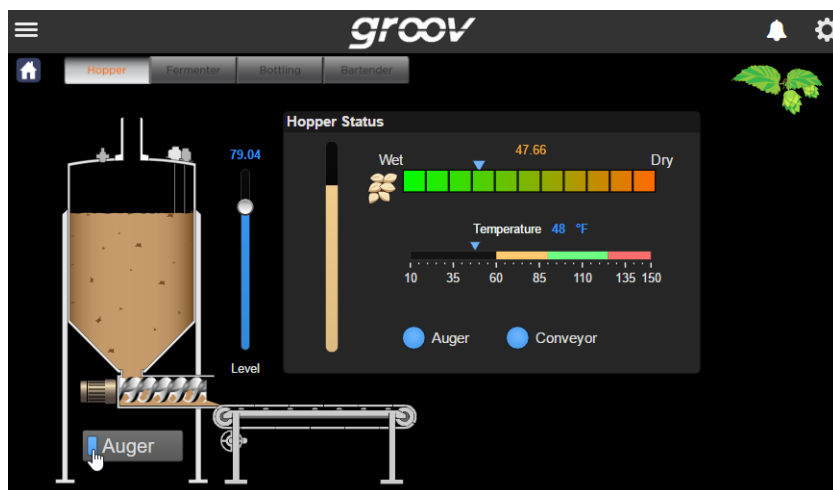 groov
Hopper Fermenter Bottling Bartender
Hopper Status
79.04
47.66
Wet Dry
Temperature 48 °F
10 35 60 85 110 135 150
Auger Conveyor
Level
Auger